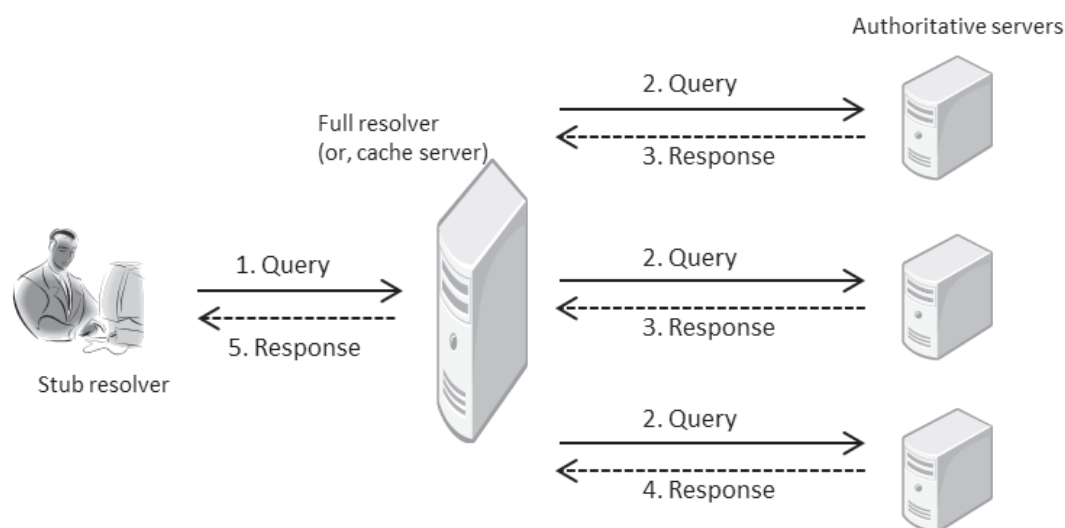 Authoritative servers
2. Query
Full resolver
(or, cache server)
3. Response
1. Query
2. Query
3. Response
5. Response
Stub resolver
2. Query
4. Response